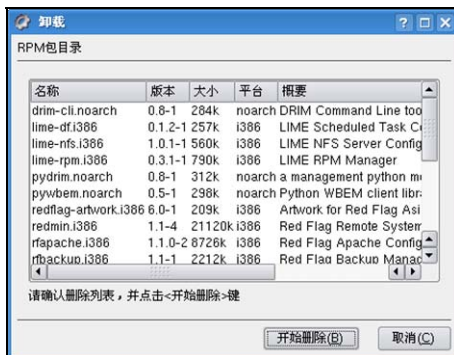 卸载
RPM包目录
名称 版本 大小 平台 概要
drim-cli.noarch 0.8-1 284k noarch DRIM Command Line too
lime-df.i386 0.1.2-1 257k i386 LIME Scheduled Task C
lime-nfs.i386 1.0.1-1 560k i386 LIME NFS Server Config
lime-rpm.i386 0.3.1-1 790k i386 LIME RPM Manager
pydrim.noarch 0.8-1 312k noarch a management python m
pywbem.noarch 0.5-1 298k noarch Python WBEM client libr
redflag-artwork.i386 6.0-1 209k i386 Artwork for Red Flag Asi
redmin.i386 1.1-4 21120k i386 Red Flag Remote System
rfapache.i386 1.1.0-2 8726k i386 Red Flag Apache Config
rfbackup.i386 1.1-1 2212k i386 Red Flag Backup Manac
请确认删除列表，并点击<开始删除>键
开始删除(B) 取消(C)